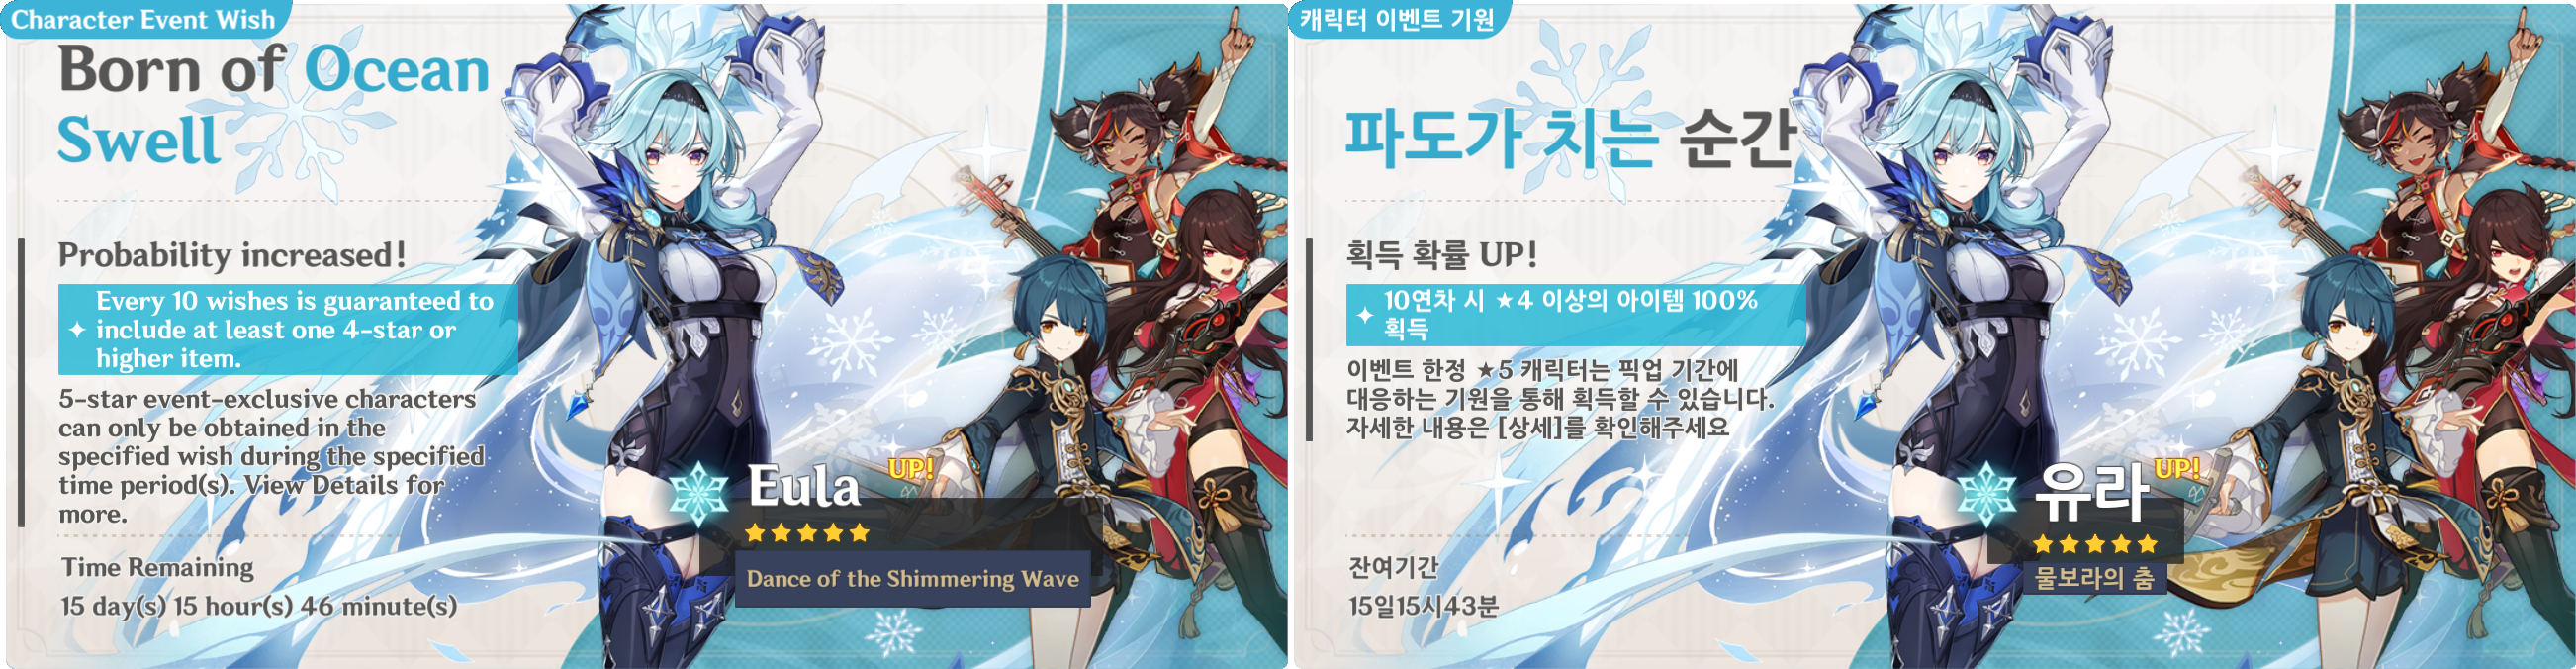 Character Event Wish
Born of Ocean
Swell
Probability increased!
Every 10 wishes is guaranteed to
include at least one 4-star or
higher item.
5-star event-exclusive characters
can only be obtained in the
specified wish during the specified
time period(s). View Details for
more.
Time Remaining
15 day(s) 15 hour(s) 46 minute(s)
Eula UP!
Dance of the Shimmering Wave
캐릭터 이벤트 기원
파도가 치는 순간
획득 확률 UP!
10연차 시 ★4 이상의 아이템 100%
획득
이벤트 한정 ★5 캐릭터는 픽업 기간에
대응하는 기원을 통해 획득할 수 있습니다.
자세한 내용은 [상세]를 확인해주세요
잔여기간
15일15시43분
유라 UP!
물보라의 춤